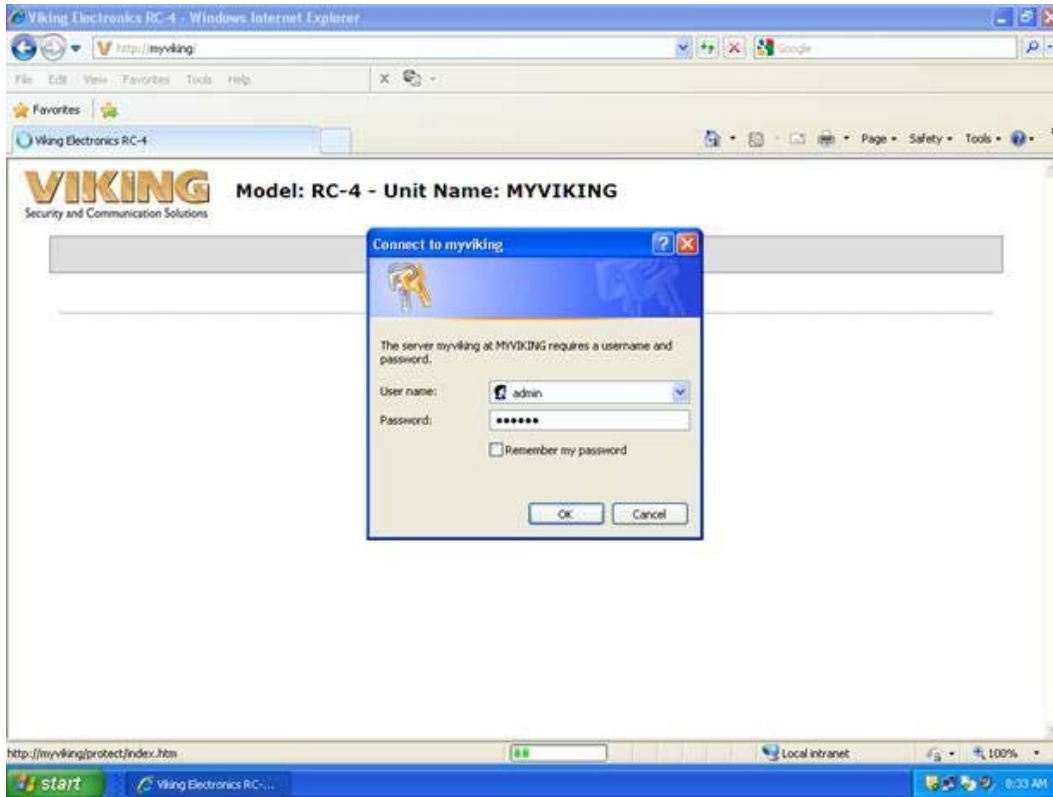 Viking Electronics RC-4 - Windows Internet Explorer
http://myviking/
Google
File Edit View Favorites Tools Help
Favorites
Viking Electronics RC-4
Page Safety Tools
VIKING
Security and Communication Solutions
Model: RC-4 - Unit Name: MYVIKING
Connect to myviking
The server myviking at MYVIKING requires a username and
password.
User name:
admin
Password:
••••••
Remember my password
OK
Cancel
http://myviking/protect/index.htm
Local intranet
100%
start
Viking Electronics RC-...
8:33 AM